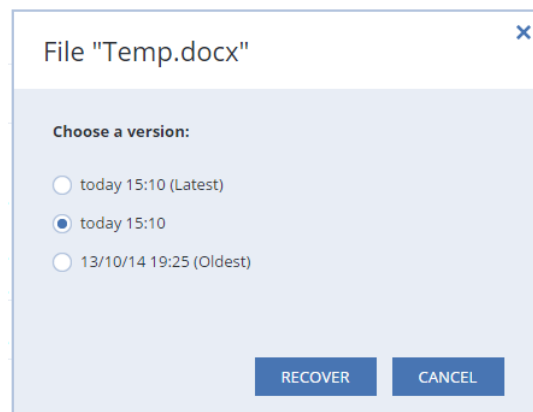 File "Temp.docx"
Choose a version:
today 15:10 (Latest)
today 15:10
13/10/14 19:25 (Oldest)
RECOVER CANCEL